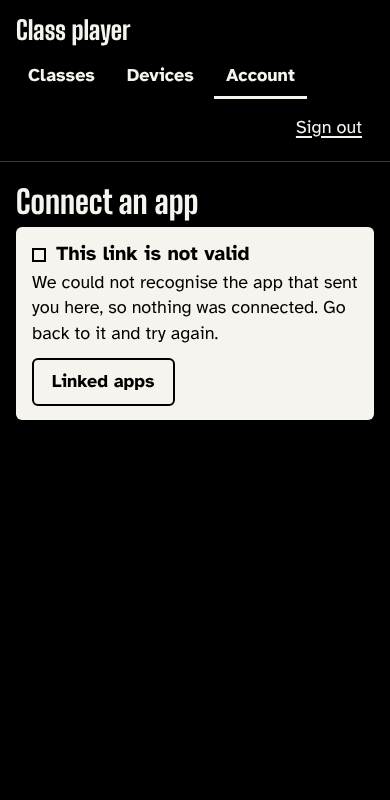 Class player
Classes Devices Account
Sign out
Connect an app
This link is not valid
We could not recognise the app that sent
you here, so nothing was connected. Go
back to it and try again.
Linked apps